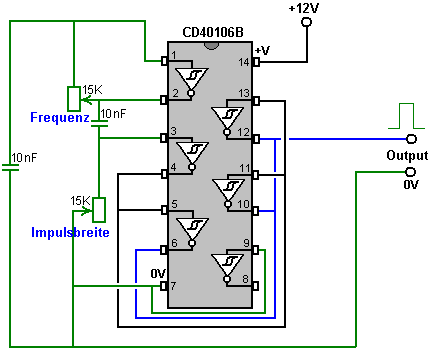 +12V
CD40106B
+V
1
14
15K
2
13
Frequenz
10nF
3
12
Output
10nF
4
11
0V
15K
5
10
Impulsbreite
6
9
0V
7
8